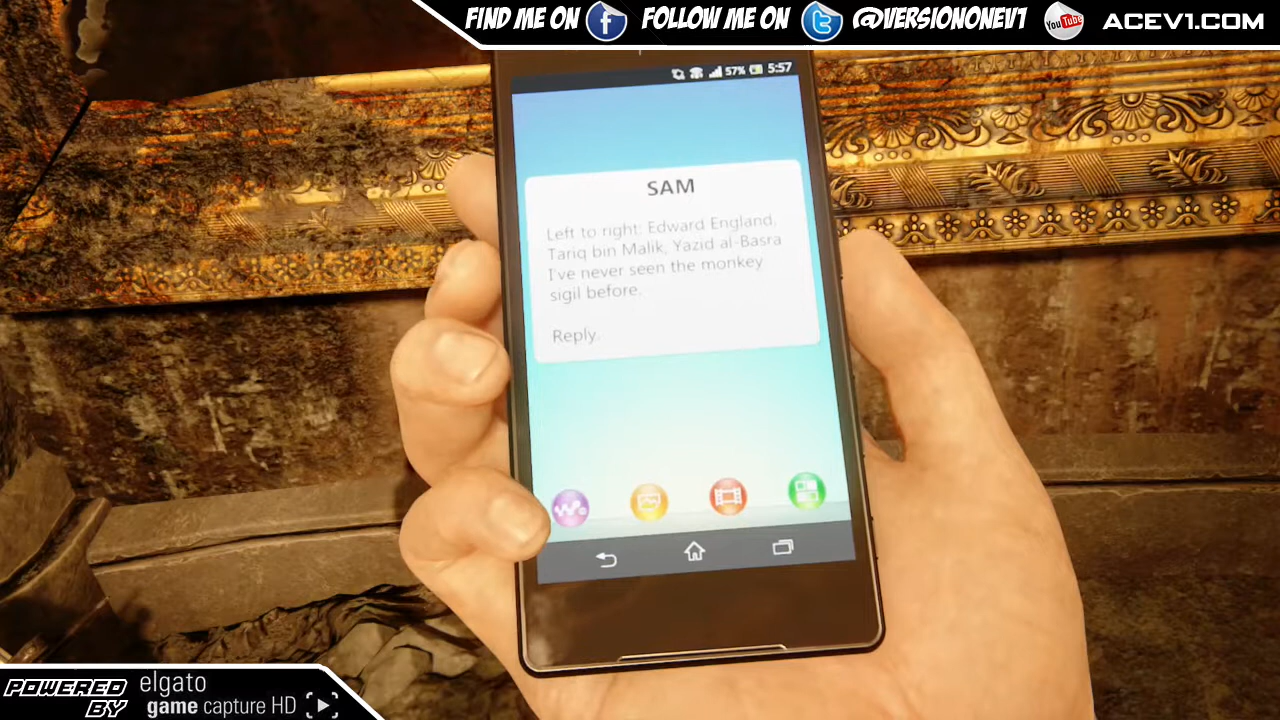 FIND ME ON FOLLOW ME ON @VERSIONONEV1 YouTube ACEV1.COM
57% 5:57
SAM
Left to right: Edward England,
Tariq bin Malik, Yazid al-Basra
I've never seen the monkey
sigil before.
Reply
POWERED BY
elgato
game capture HD